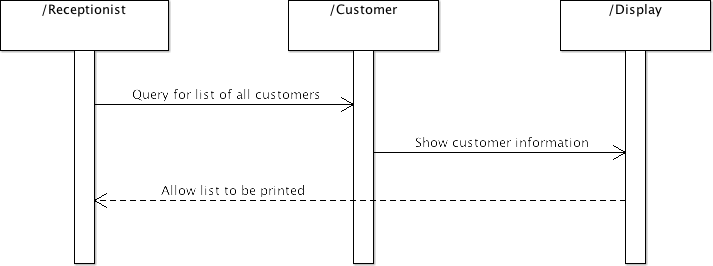 /Receptionist
/Customer
/Display
Query for list of all customers
Show customer information
Allow list to be printed